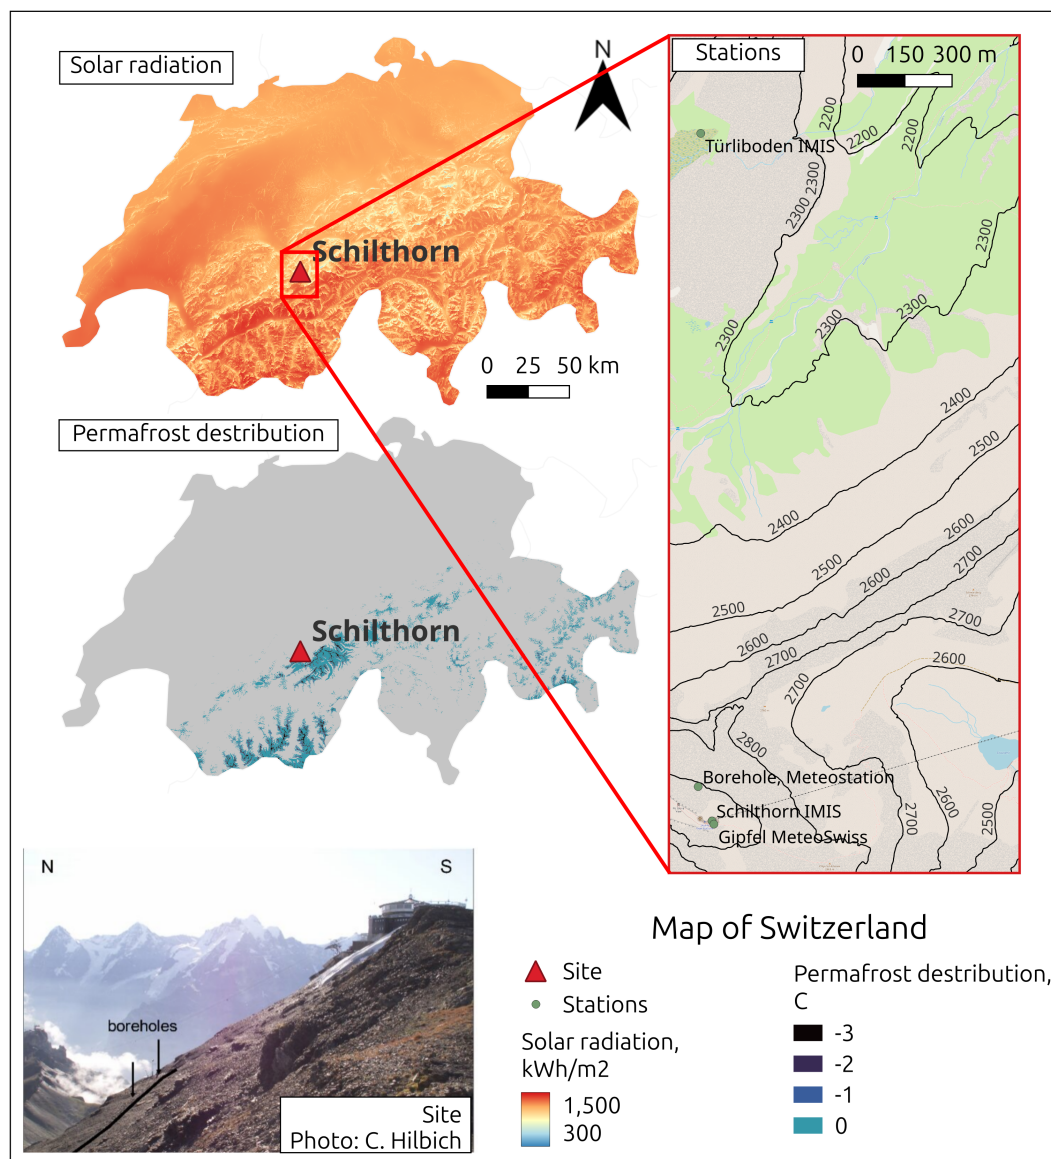 Solar radiation
N
Schilthorn
0 25 50 km
Permafrost destribution
Schilthorn
Stations
0 150 300 m
2200
2200
2200
Türliboden IMIS
2300
2300
2300
2300
2300
2300
2400
2500
2400
2600
2500
2700
2600
2500
2700
2600
2700
2600
2700
2800
Borehole, Meteostation
2600
2500
2700
Schilthorn IMIS
Gipfel MeteoSwiss
N S
boreholes
Site
Photo: C. Hilbich
Map of Switzerland
Site
Stations
Solar radiation,
kWh/m2
1,500
300
Permafrost destribution,
C
-3
-2
-1
0